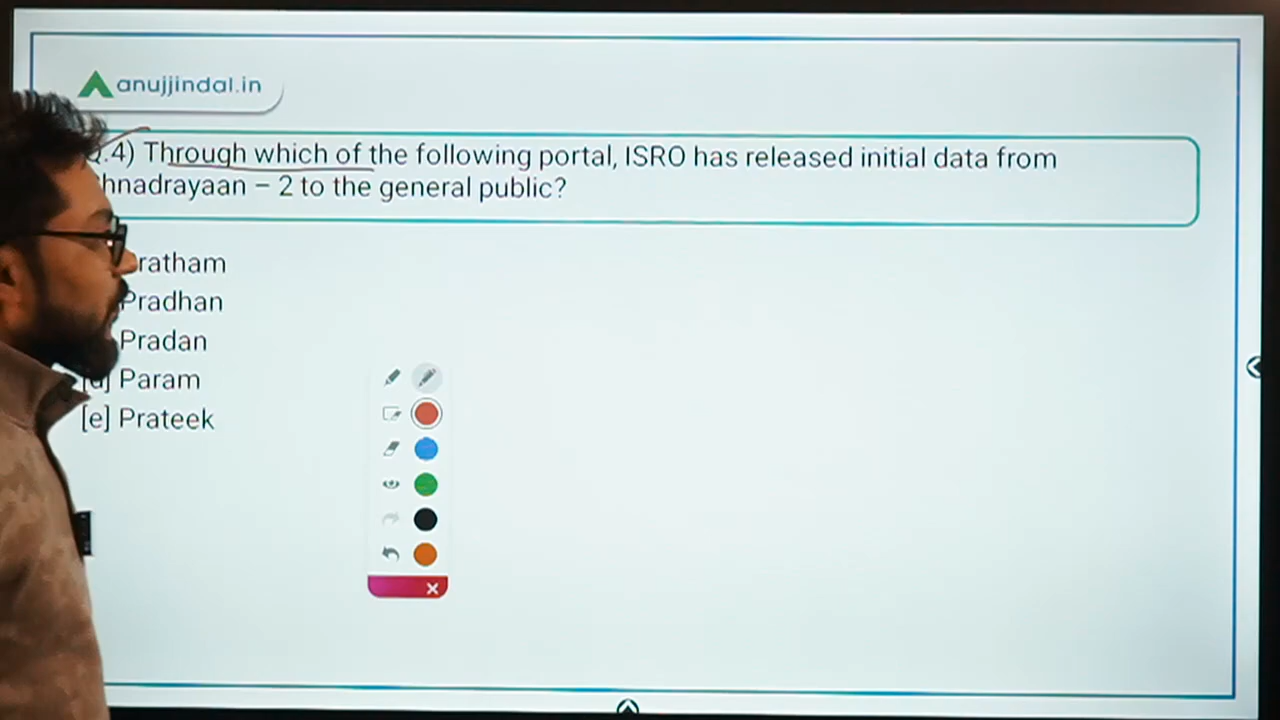 anujjindal.in
.4) Through which of the following portal, ISRO has released initial data from
hnadrayaan – 2 to the general public?
ratham
Pradhan
Pradan
[d] Param
[e] Prateek